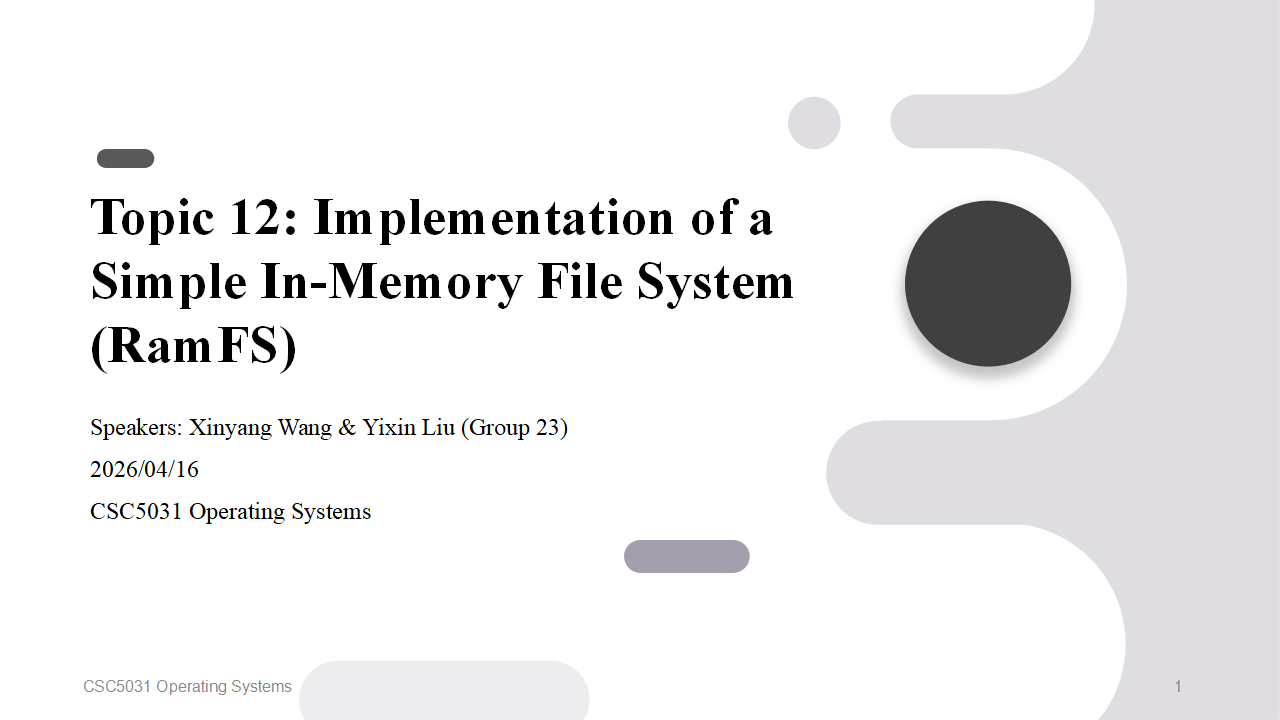 Topic 12: Implementation of a
Simple In-Memory File System
(RamFS)
Speakers: Xinyang Wang & Yixin Liu (Group 23)
2026/04/16
CSC5031 Operating Systems
CSC5031 Operating Systems
1